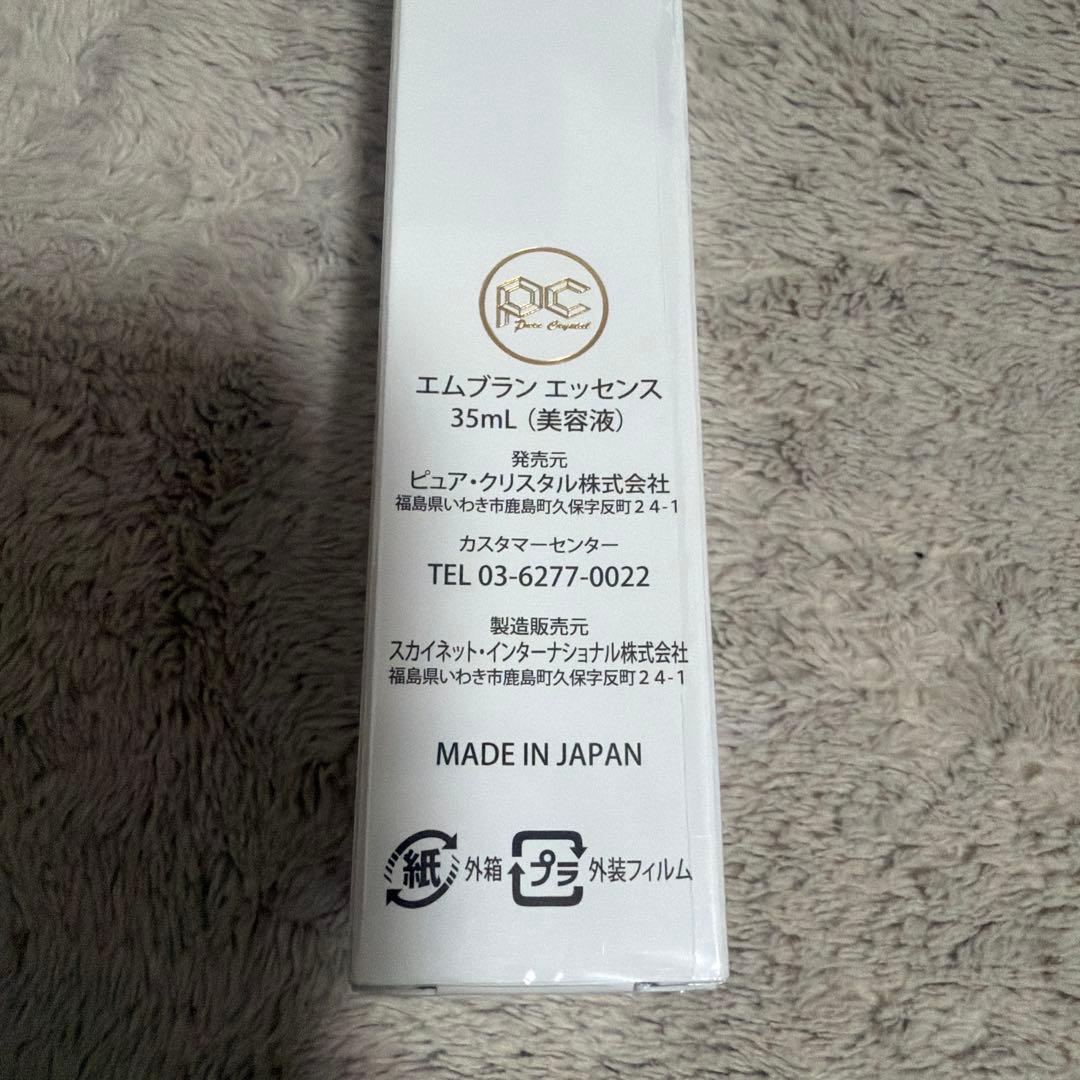 PC
Pure Crystal
エムブラン エッセンス
35mL（美容液）
発売元
ピュア・クリスタル株式会社
福島県いわき市鹿島町久保字反町２４-１
カスタマーセンター
TEL 03-6277-0022
製造販売元
スカイネット・インターナショナル株式会社
福島県いわき市鹿島町久保字反町２４-１
MADE IN JAPAN
紙 外箱 プラ 外装フィルム